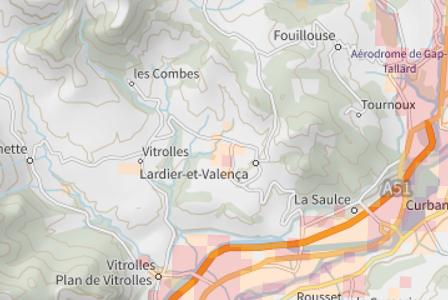 Fouillouse
Aérodrome de Gap-
Tallard
les Combes
Tournoux
nette
Vitrolles
Lardier-et-Valença
La Saulce
A51
Curban
Vitrolles
Plan de Vitrolles
Rousset